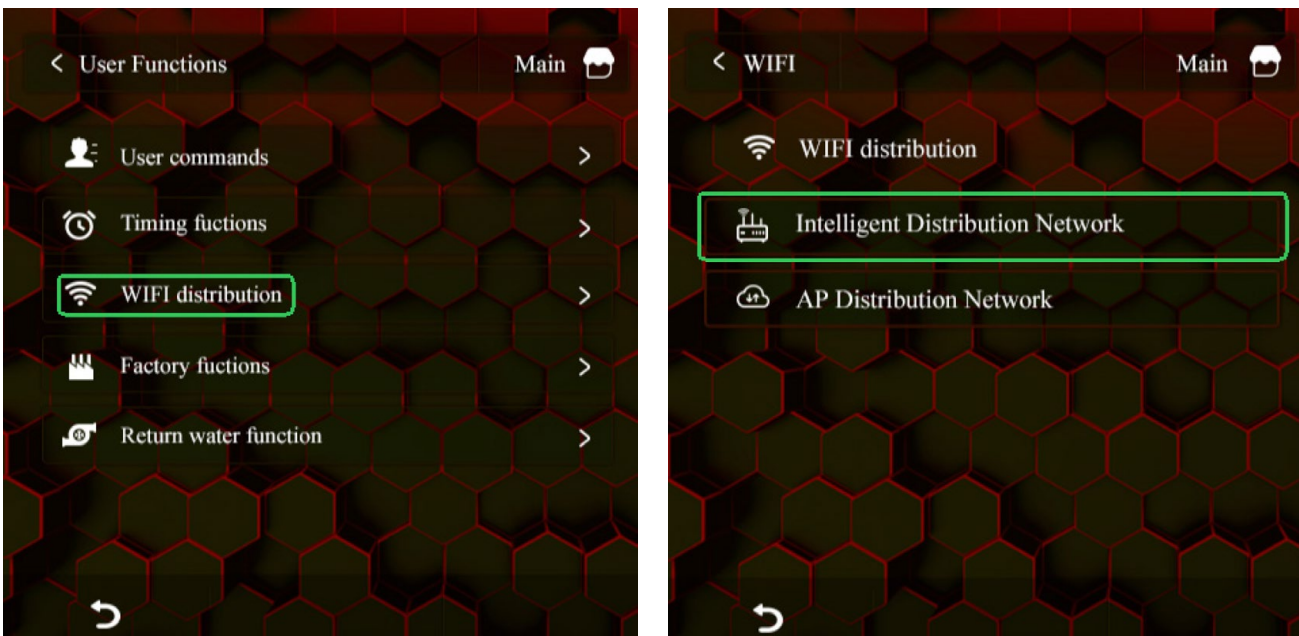 User Functions
Main
User commands
Timing fuctions
WIFI distribution
Factory fuctions
Return water function
WIFI
Main
WIFI distribution
Intelligent Distribution Network
AP Distribution Network